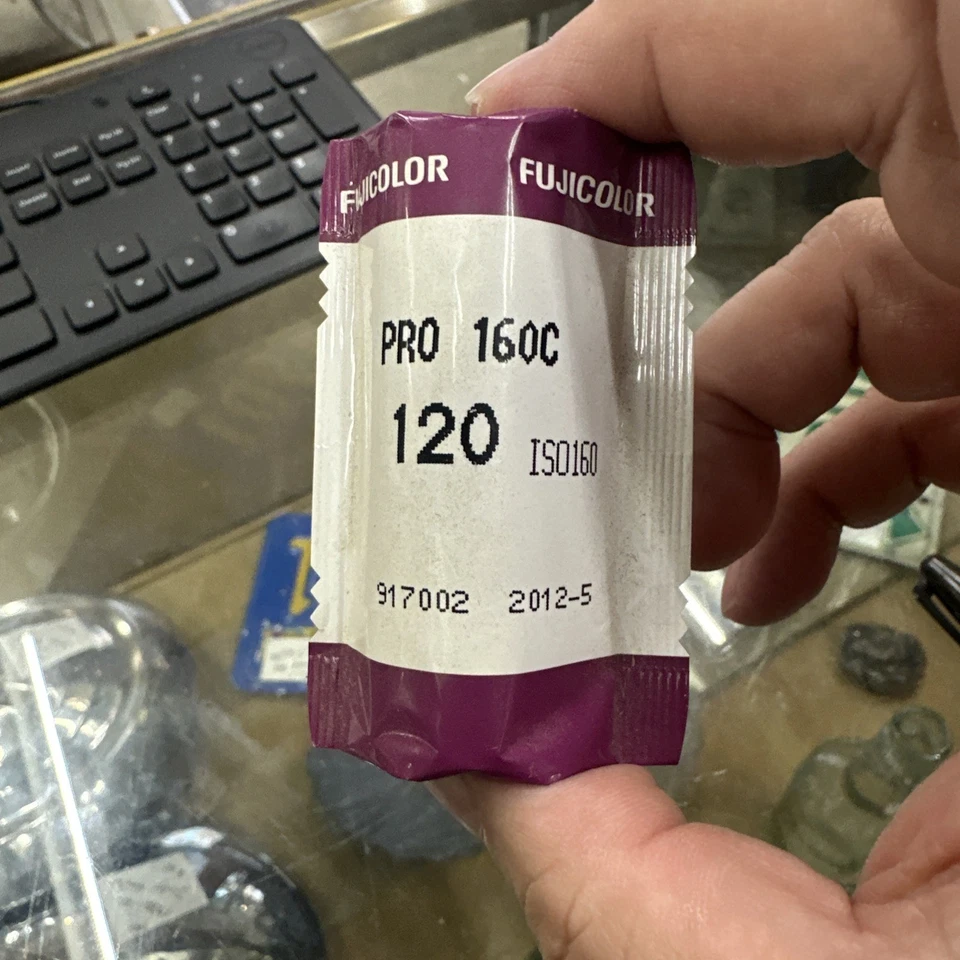 FUJICOLOR FUJICOLOR
PRO 160C
120 ISO160
917002 2012-5